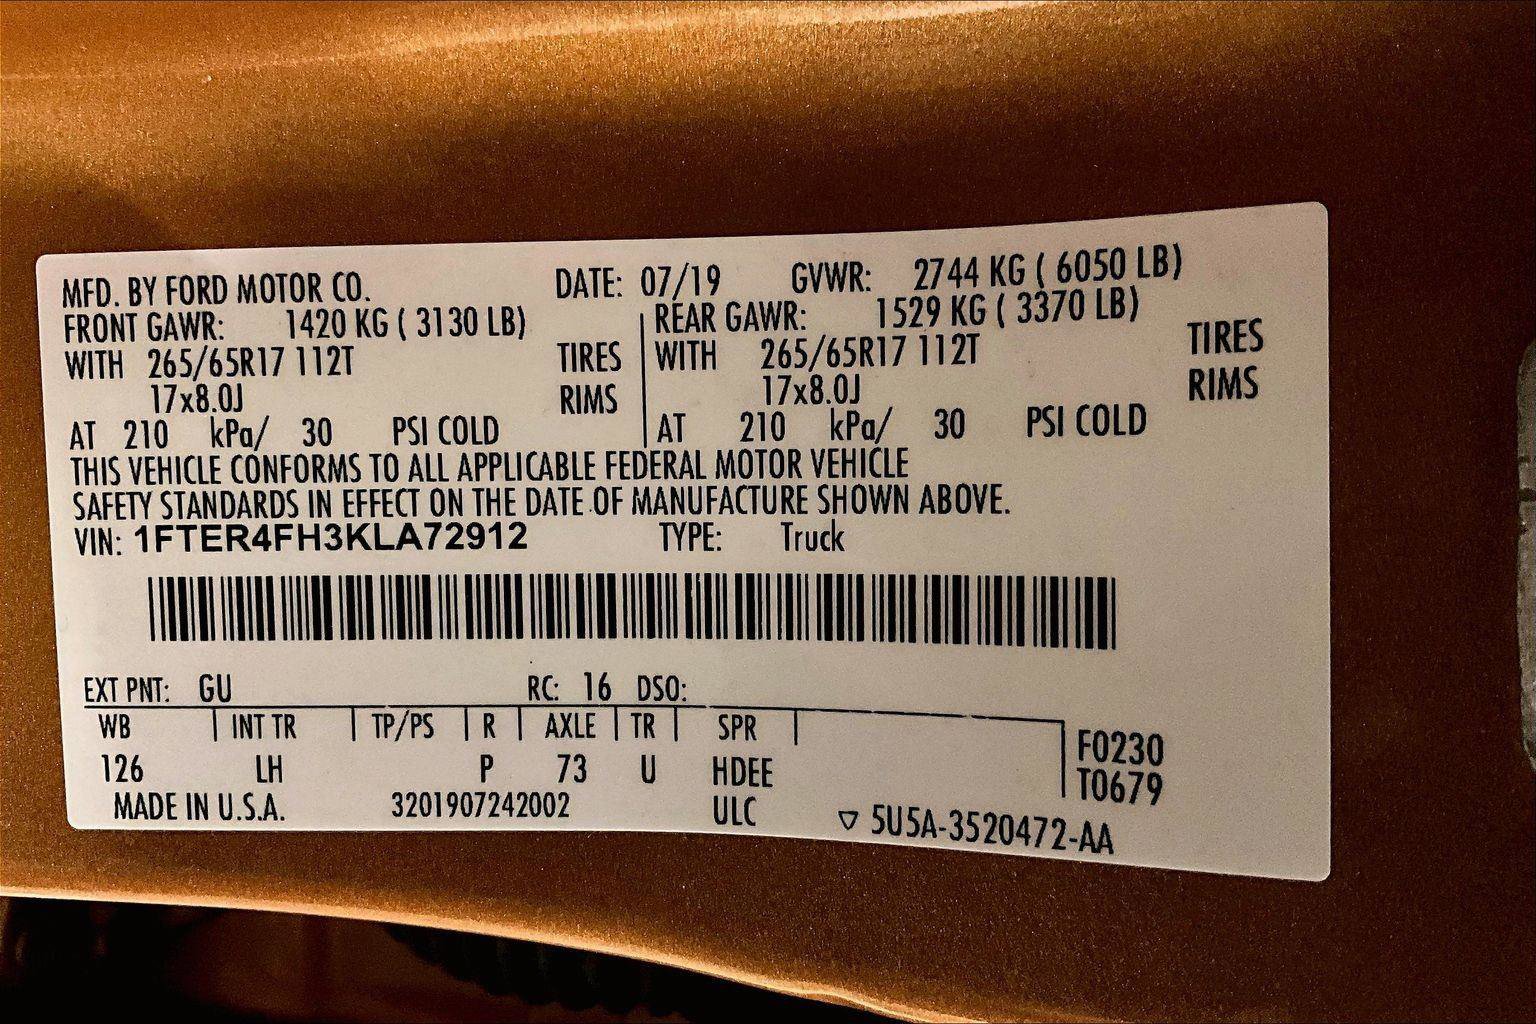 MFD. BY FORD MOTOR CO. DATE: 07/19 GVWR: 2744 KG ( 6050 LB)
FRONT GAWR: 1420 KG ( 3130 LB) REAR GAWR: 1529 KG ( 3370 LB)
WITH 265/65R17 112T TIRES WITH 265/65R17 112T TIRES
17x8.0J RIMS 17x8.0J RIMS
AT 210 kPa/ 30 PSI COLD AT 210 kPa/ 30 PSI COLD
THIS VEHICLE CONFORMS TO ALL APPLICABLE FEDERAL MOTOR VEHICLE
SAFETY STANDARDS IN EFFECT ON THE DATE OF MANUFACTURE SHOWN ABOVE.
VIN: 1FTER4FH3KLA72912 TYPE: Truck
EXT PNT: GU RC: 16 DSO:
WB INT TR TP/PS R AXLE TR SPR F0230
126 LH P 73 U HDEE T0679
MADE IN U.S.A. 3201907242002 ULC ▽ 5U5A-3520472-AA